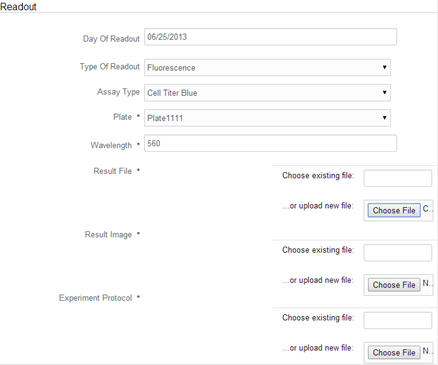 Readout
Day Of Readout 06/25/2013
Type Of Readout Fluorescence
Assay Type Cell Titer Blue
Plate * Plate1111
Wavelength * 560
Result File *
Choose existing file:
...or upload new file: Choose File C..
Result Image *
Choose existing file:
...or upload new file: Choose File N..
Experiment Protocol *
Choose existing file:
...or upload new file: Choose File N..